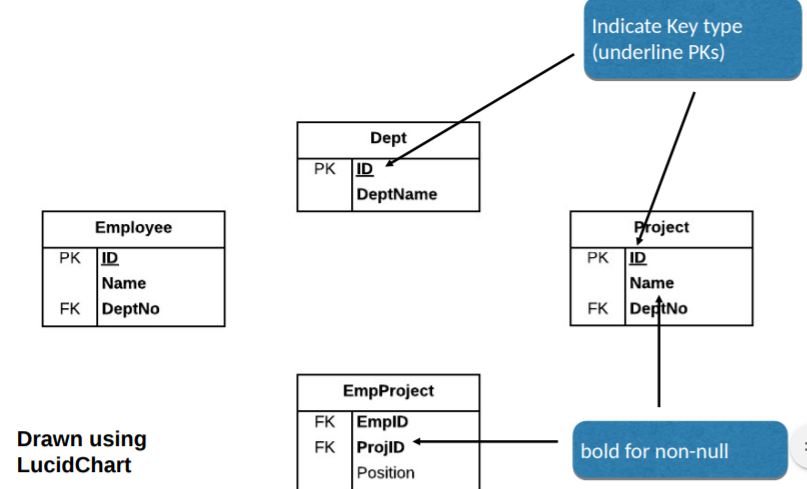 Indicate Key type
(underline PKs)
Dept
PK ID
DeptName
Employee
PK ID
Name
FK DeptNo
Project
PK ID
Name
FK DeptNo
EmpProject
FK EmpID
FK ProjID
Position
bold for non-null
Drawn using
LucidChart